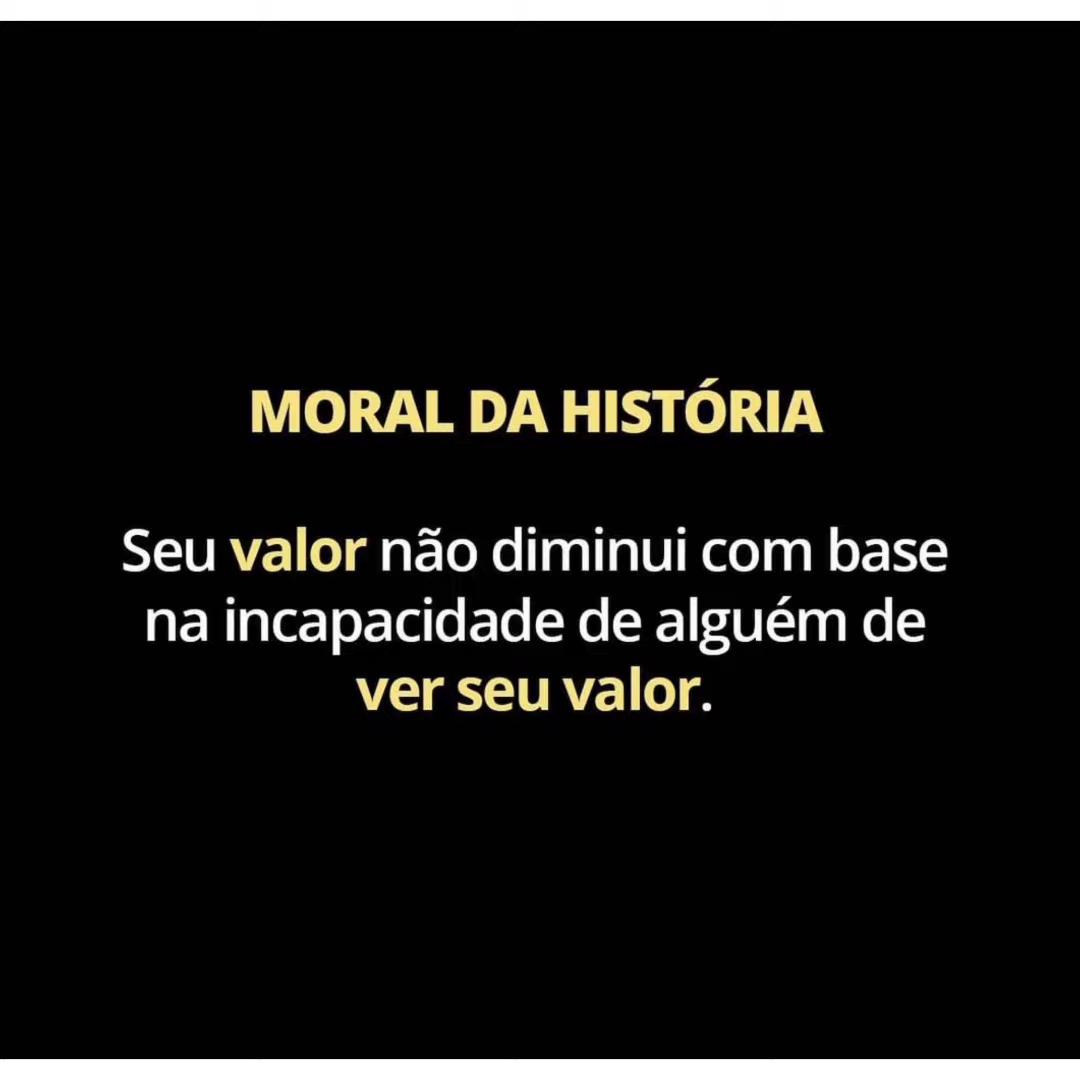 MORAL DA HISTÓRIA
Seu valor não diminui com base
na incapacidade de alguém de
ver seu valor.